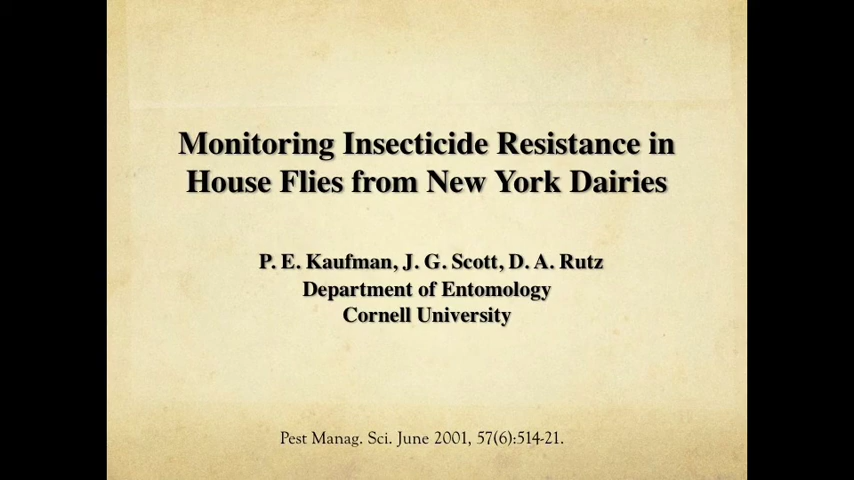 Monitoring Insecticide Resistance in
House Flies from New York Dairies
P. E. Kaufman, J. G. Scott, D. A. Rutz
Department of Entomology
Cornell University
Pest Manag. Sci. June 2001, 57(6):514-21.